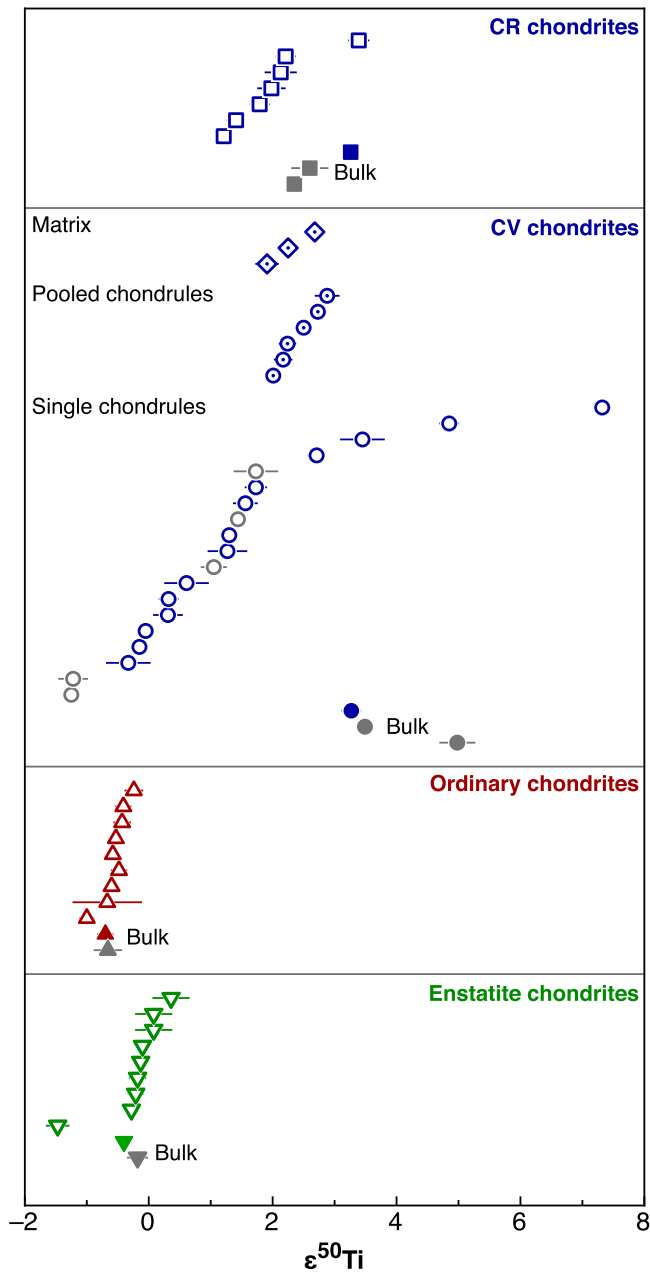 CR chondrites
Bulk
Matrix
CV chondrites
Pooled chondrules
Single chondrules
Bulk
Ordinary chondrites
Bulk
Enstatite chondrites
Bulk
–2 0 2 4 6 8
ε⁵⁰Ti